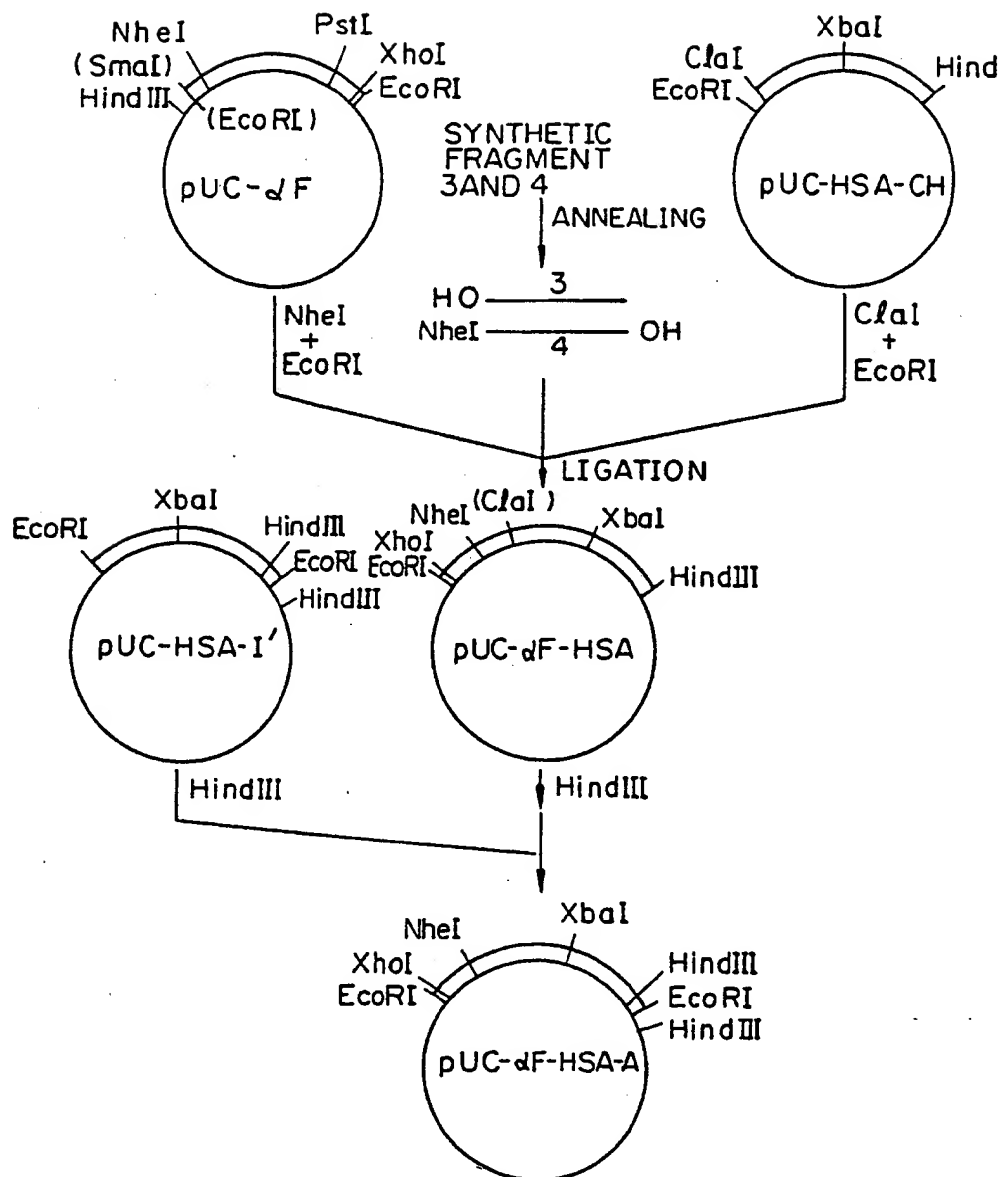 NheI
(SmaI)
HindIII
(EcoRI)
PstI
XhoI
EcoRI
pUC-αF
SYNTHETIC
FRAGMENT
3AND 4
ANNEALING
ClaI
EcoRI
XbaI
Hind
pUC-HSA-CH
HO
3
NheI
4
OH
NheI
+
EcoRI
ClaI
+
EcoRI
LIGATION
EcoRI
XbaI
HindIII
EcoRI
HindIII
pUC-HSA-I'
XhoI
EcoRI
NheI
(ClaI)
XbaI
HindIII
pUC-αF-HSA
HindIII
HindIII
XhoI
EcoRI
NheI
XbaI
HindIII
EcoRI
HindIII
pUC-αF-HSA-A